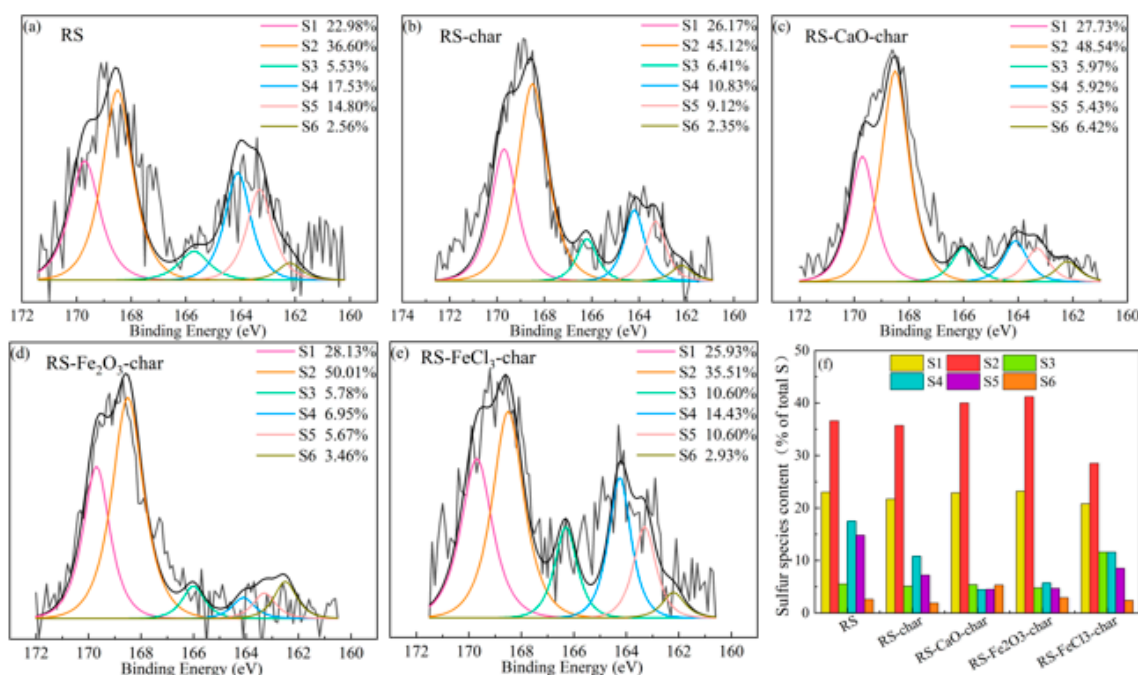 (a) RS
S1 22.98%
S2 36.60%
S3 5.53%
S4 17.53%
S5 14.80%
S6 2.56%
172 170 168 166 164 162 160
Binding Energy (eV)
(b) RS-char
S1 26.17%
S2 45.12%
S3 6.41%
S4 10.83%
S5 9.12%
S6 2.35%
174 172 170 168 166 164 162 160
Binding Energy (eV)
(c) RS-CaO-char
S1 27.73%
S2 48.54%
S3 5.97%
S4 5.92%
S5 5.43%
S6 6.42%
172 170 168 166 164 162 160
Binding Energy (eV)
(d) RS-Fe₂O₃-char
S1 28.13%
S2 50.01%
S3 5.78%
S4 6.95%
S5 5.67%
S6 3.46%
172 170 168 166 164 162 160
Binding Energy (eV)
(e) RS-FeCl₃-char
S1 25.93%
S2 35.51%
S3 10.60%
S4 14.43%
S5 10.60%
S6 2.93%
172 170 168 166 164 162 160
Binding Energy (eV)
(f)
S1 S2 S3
S4 S5 S6
Sulfur species content (% of total S)
50
40
30
20
10
0
RS
RS-char
RS-CaO-char
RS-Fe2O3-char
RS-FeCl3-char